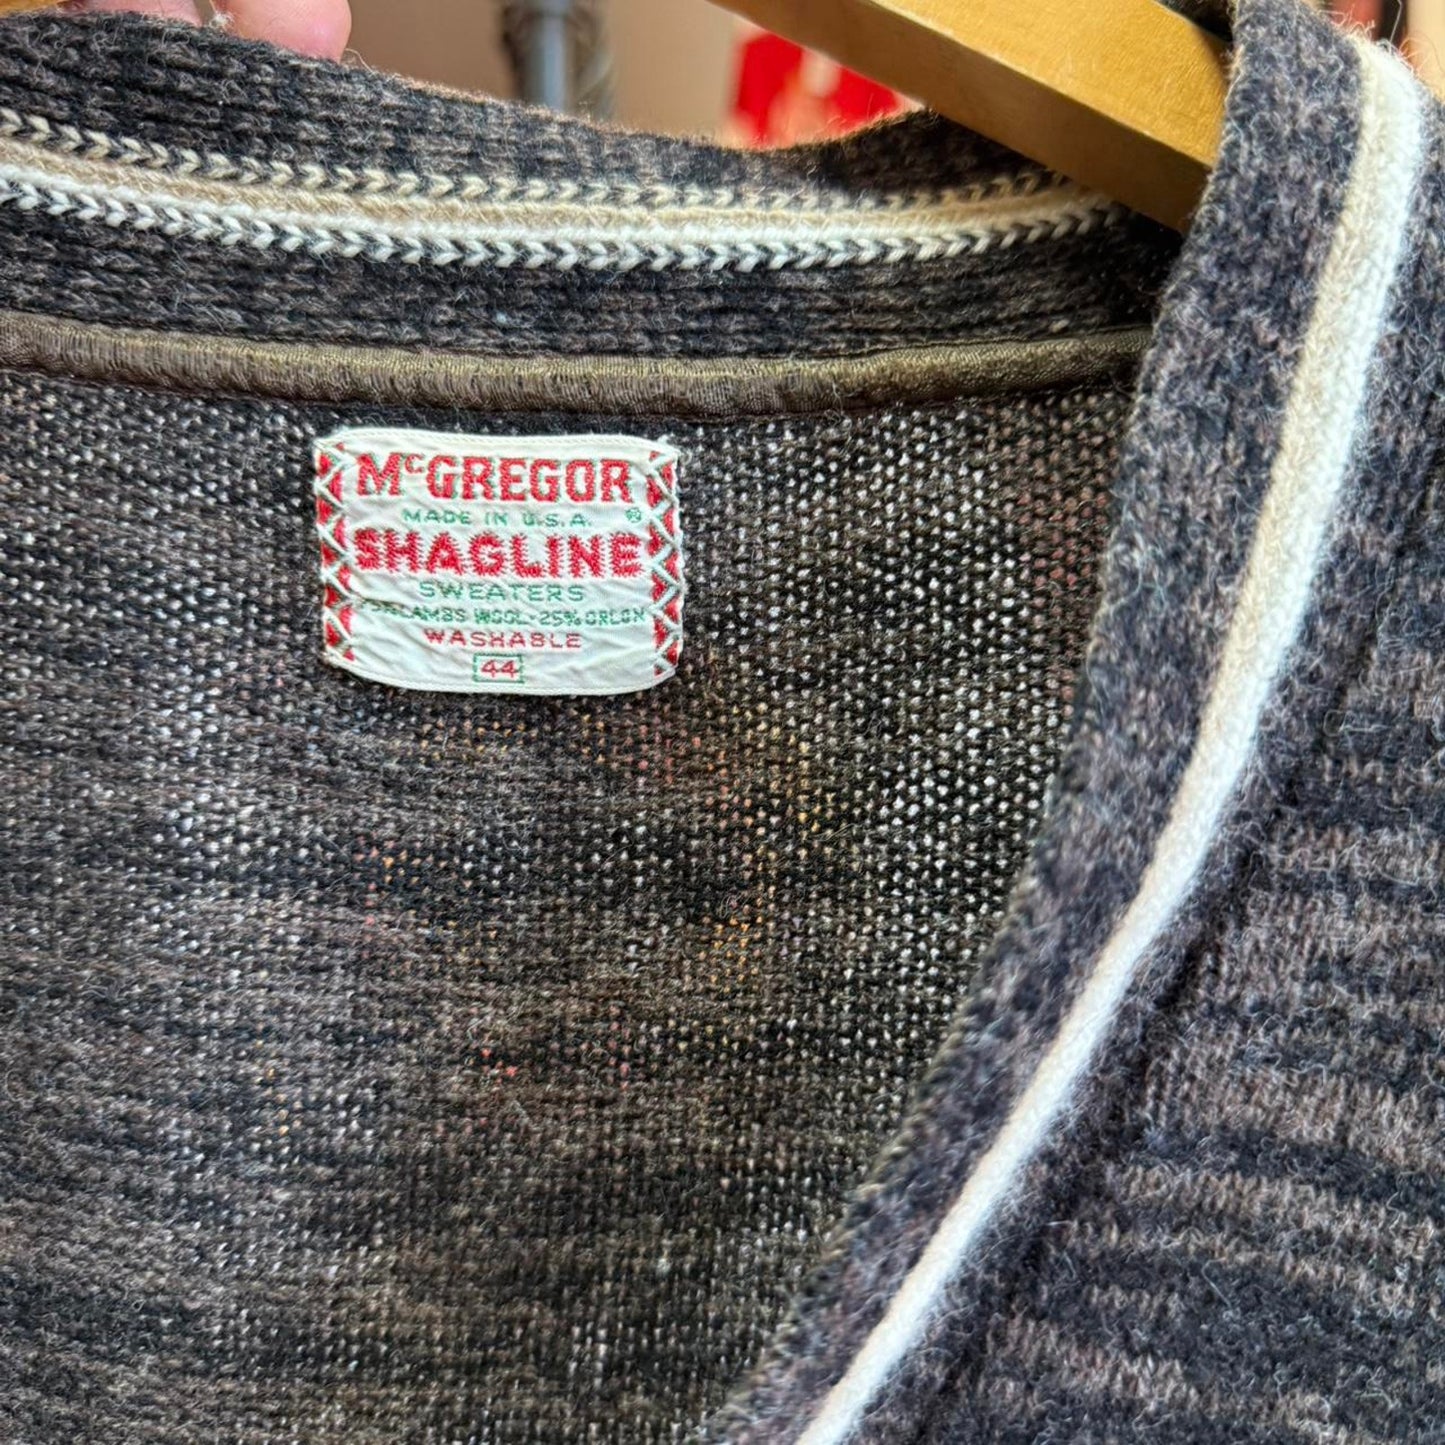 McGREGOR
MADE IN U.S.A. ®
SHAGLINE
SWEATERS
LAMBS WOOL-25% ORLON
WASHABLE
44